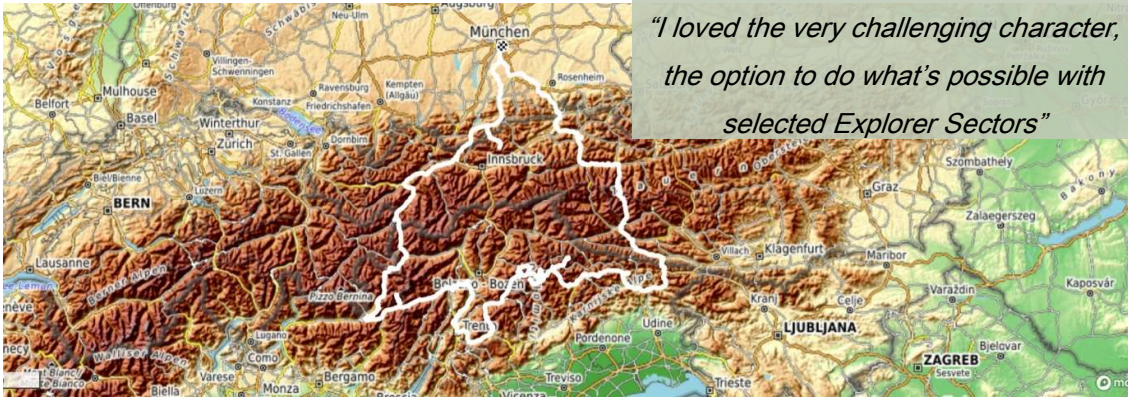 “I loved the very challenging character,
the option to do what’s possible with
selected Explorer Sectors”
Offenburg
Neu-Ulm
Augsburg
München
Villingen-
Schwenningen
Ravensburg
Kempten
(Allgäu)
Rosenheim
Mulhouse
Konstanz
Friedrichshafen
Belfort
Basel
Winterthur
Bodensee
Dornbirn
Zürich
St. Gallen
Innsbruck
Szombathely
Biel/Bienne
Luzern
Graz
Bakony
BERN
Zalaegerszeg
Villach
Klagenfurt
Lausanne
Maribor
Berner Alpen
Pizzo Bernina
Bolzano - Bozen
Kaposvár
Kranj
Celje
Varaždin
Lugano
Udine
LJUBLJANA
Como
Pordenone
Bjelovar
Walliser Alpen
ZAGREB
Varese
Bergamo
Treviso
Trieste
Sesvete
Biella
Monza
Vicenza